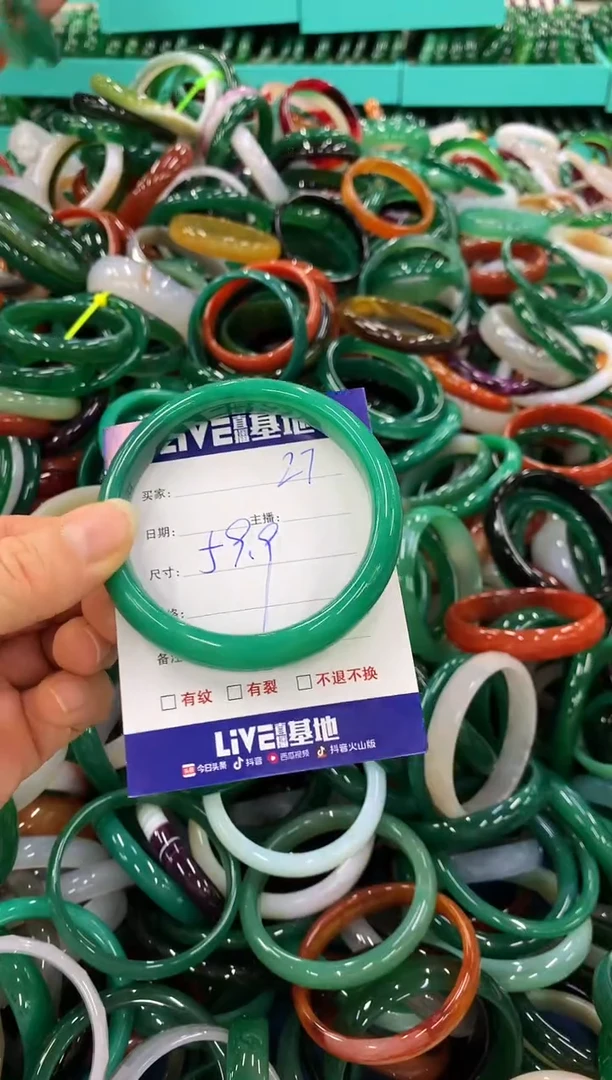 LiVE直播基地
买家: 27
日期: 主播:
59.9
尺寸:
格:
备注
有纹 有裂 不退不换
LiVE直播基地
今日头条 抖音 西瓜视频 抖音火山版